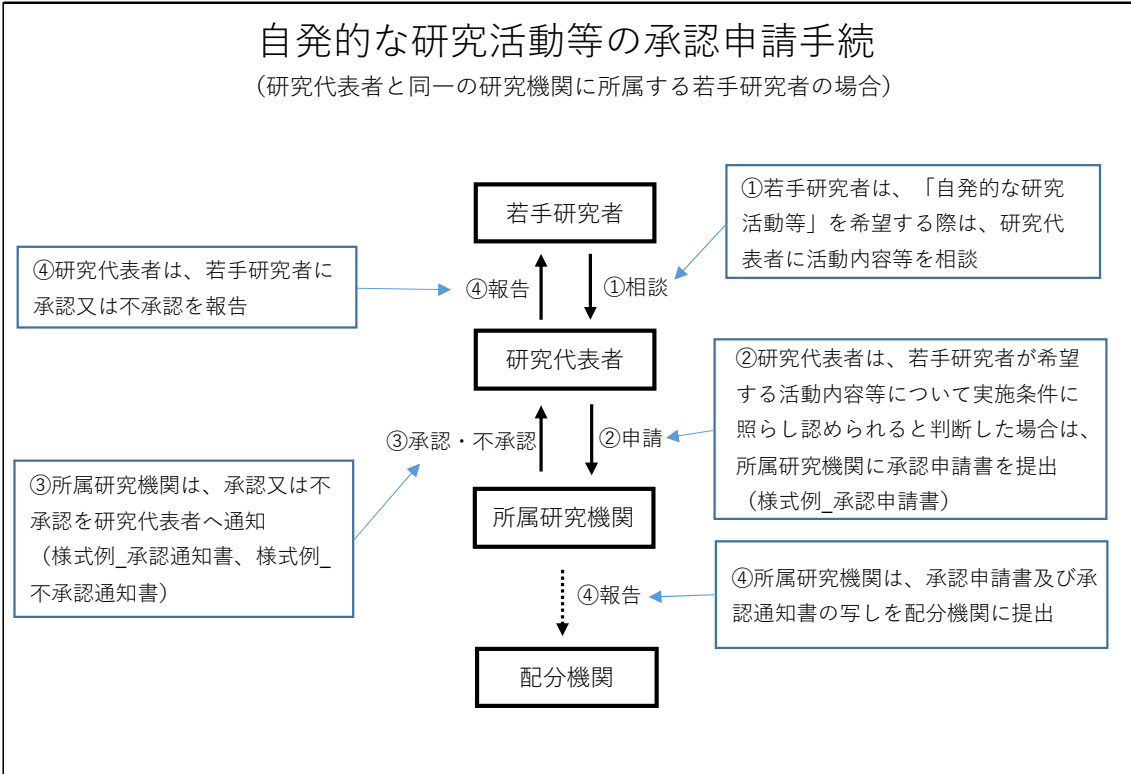 自発的な研究活動等の承認申請手続
（研究代表者と同一の研究機関に所属する若手研究者の場合）
若手研究者
①若手研究者は、「自発的な研究
活動等」を希望する際は、研究代
表者に活動内容等を相談
④研究代表者は、若手研究者に
承認又は不承認を報告
④報告
①相談
研究代表者
②研究代表者は、若手研究者が希望
する活動内容等について実施条件に
照らし認められると判断した場合は、
所属研究機関に承認申請書を提出
（様式例_承認申請書）
③承認・不承認
②申請
③所属研究機関は、承認又は不
承認を研究代表者へ通知
（様式例_承認通知書、様式例_
不承認通知書）
所属研究機関
④報告
④所属研究機関は、承認申請書及び承
認通知書の写しを配分機関に提出
配分機関